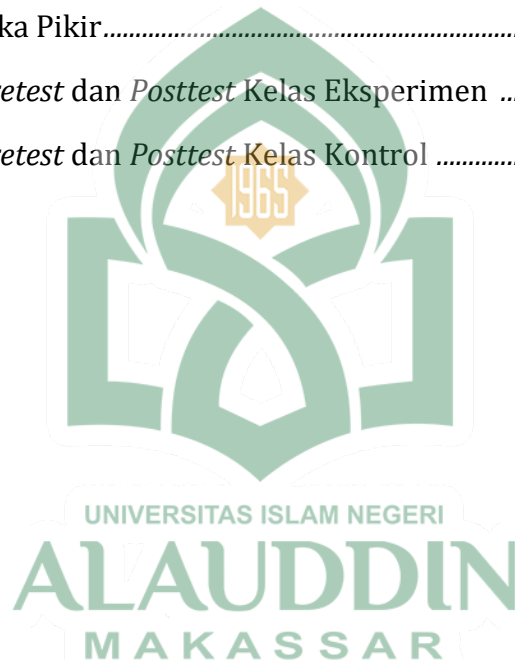 ka Pikir..........................................................................
etest dan Posttest Kelas Eksperimen ...
etest dan Posttest Kelas Kontrol ..............
1965
UNIVERSITAS ISLAM NEGERI
ALAUDDIN
MAKASSAR